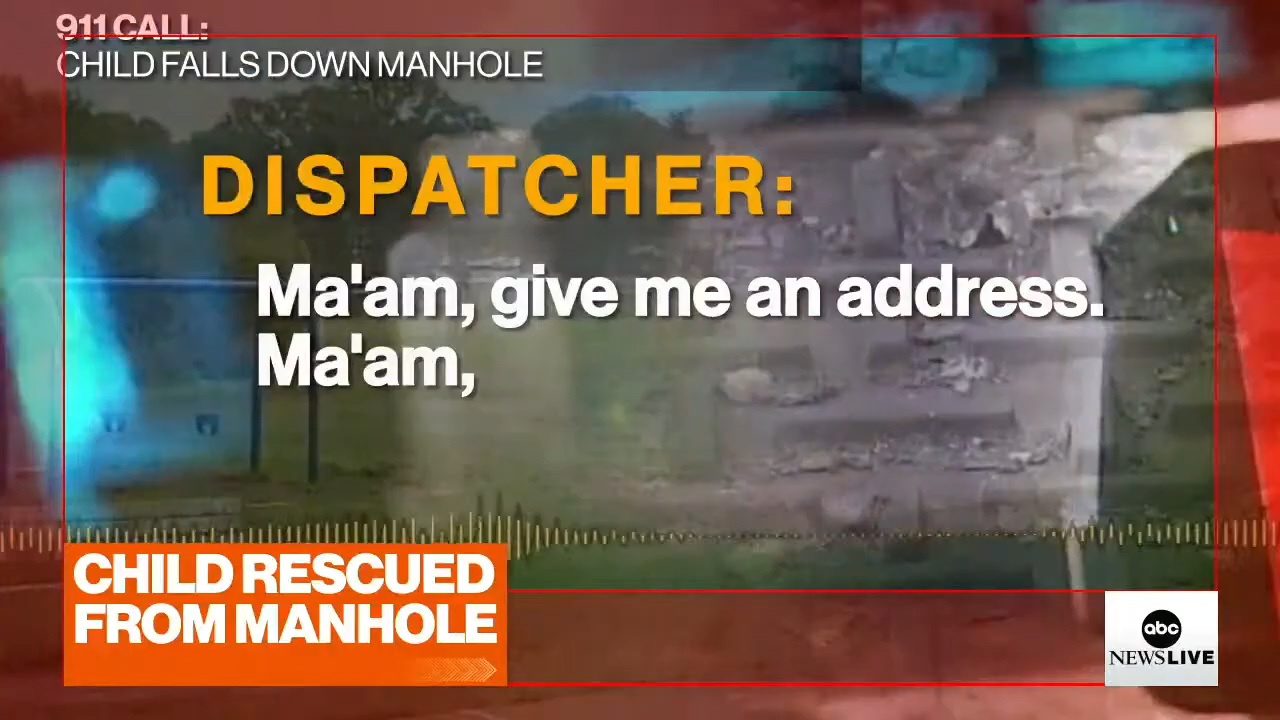 911 CALL:
CHILD FALLS DOWN MANHOLE
DISPATCHER:
Ma'am, give me an address.
Ma'am,
CHILD RESCUED
FROM MANHOLE
abc
NEWSLIVE